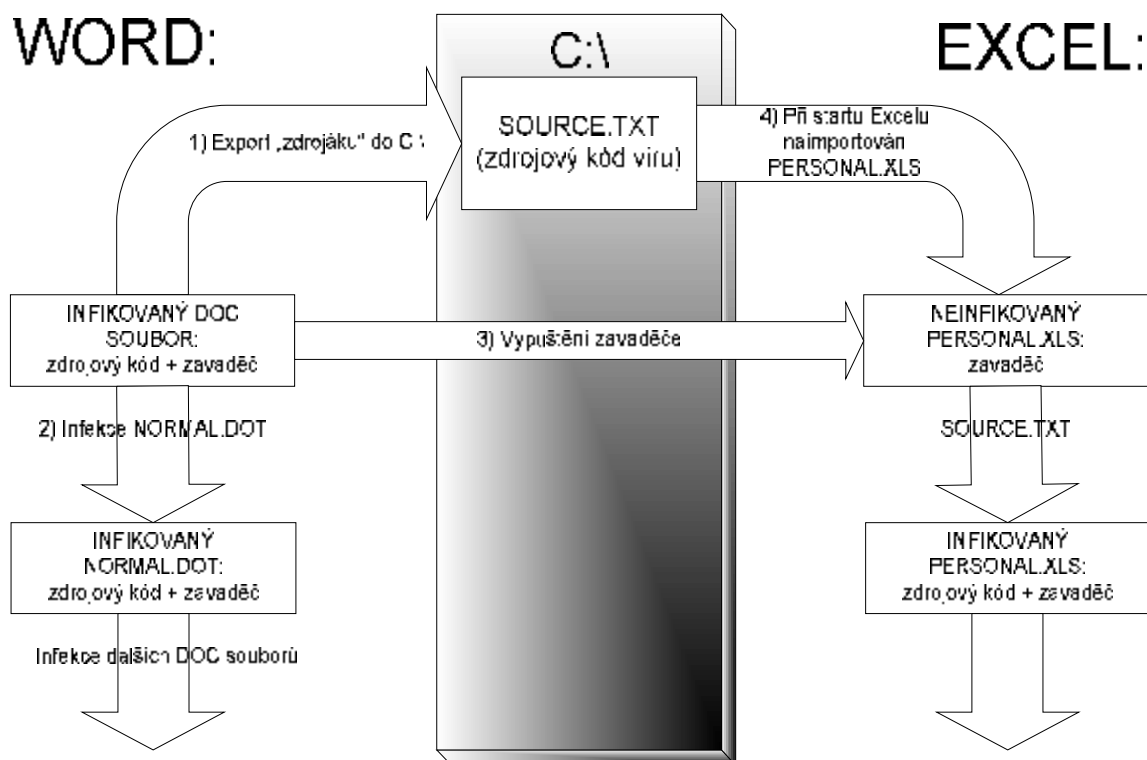 WORD:
C:\
EXCEL:
1) Export „zdrojáku" do C:\
SOURCE.TXT
(zdrojový kód viru)
4) Při startu Excelu
naimportován
PERSONAL.XLS
INFIKOVANÝ DOC
SOUBOR:
zdrojový kód + zavaděč
3) Vypuštění zavaděče
NEINFIKOVANÝ
PERSONAL.XLS:
zavaděč
2) Infekce NORMAL.DOT
SOURCE.TXT
INFIKOVANÝ
NORMAL.DOT:
zdrojový kód + zavaděč
INFIKOVANÝ
PERSONAL.XLS:
zdrojový kód + zavaděč
Infekce dalších DOC souborů